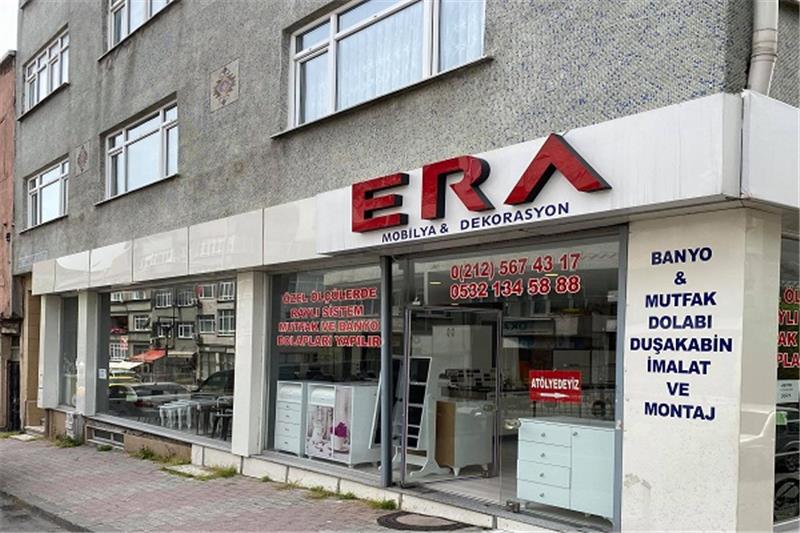 ERA
MOBİLYA & DEKORASYON
0(212) 567 43 17
0532 134 58 88
ÖZEL ÖLÇÜLERDE
RAYLI SİSTEM
MUTFAK VE BANYO
DOLAPLARI YAPILIR
ATÖLYEDEYİZ
BANYO
&
MUTFAK
DOLABI
DUŞAKABİN
İMALAT
VE
MONTAJ